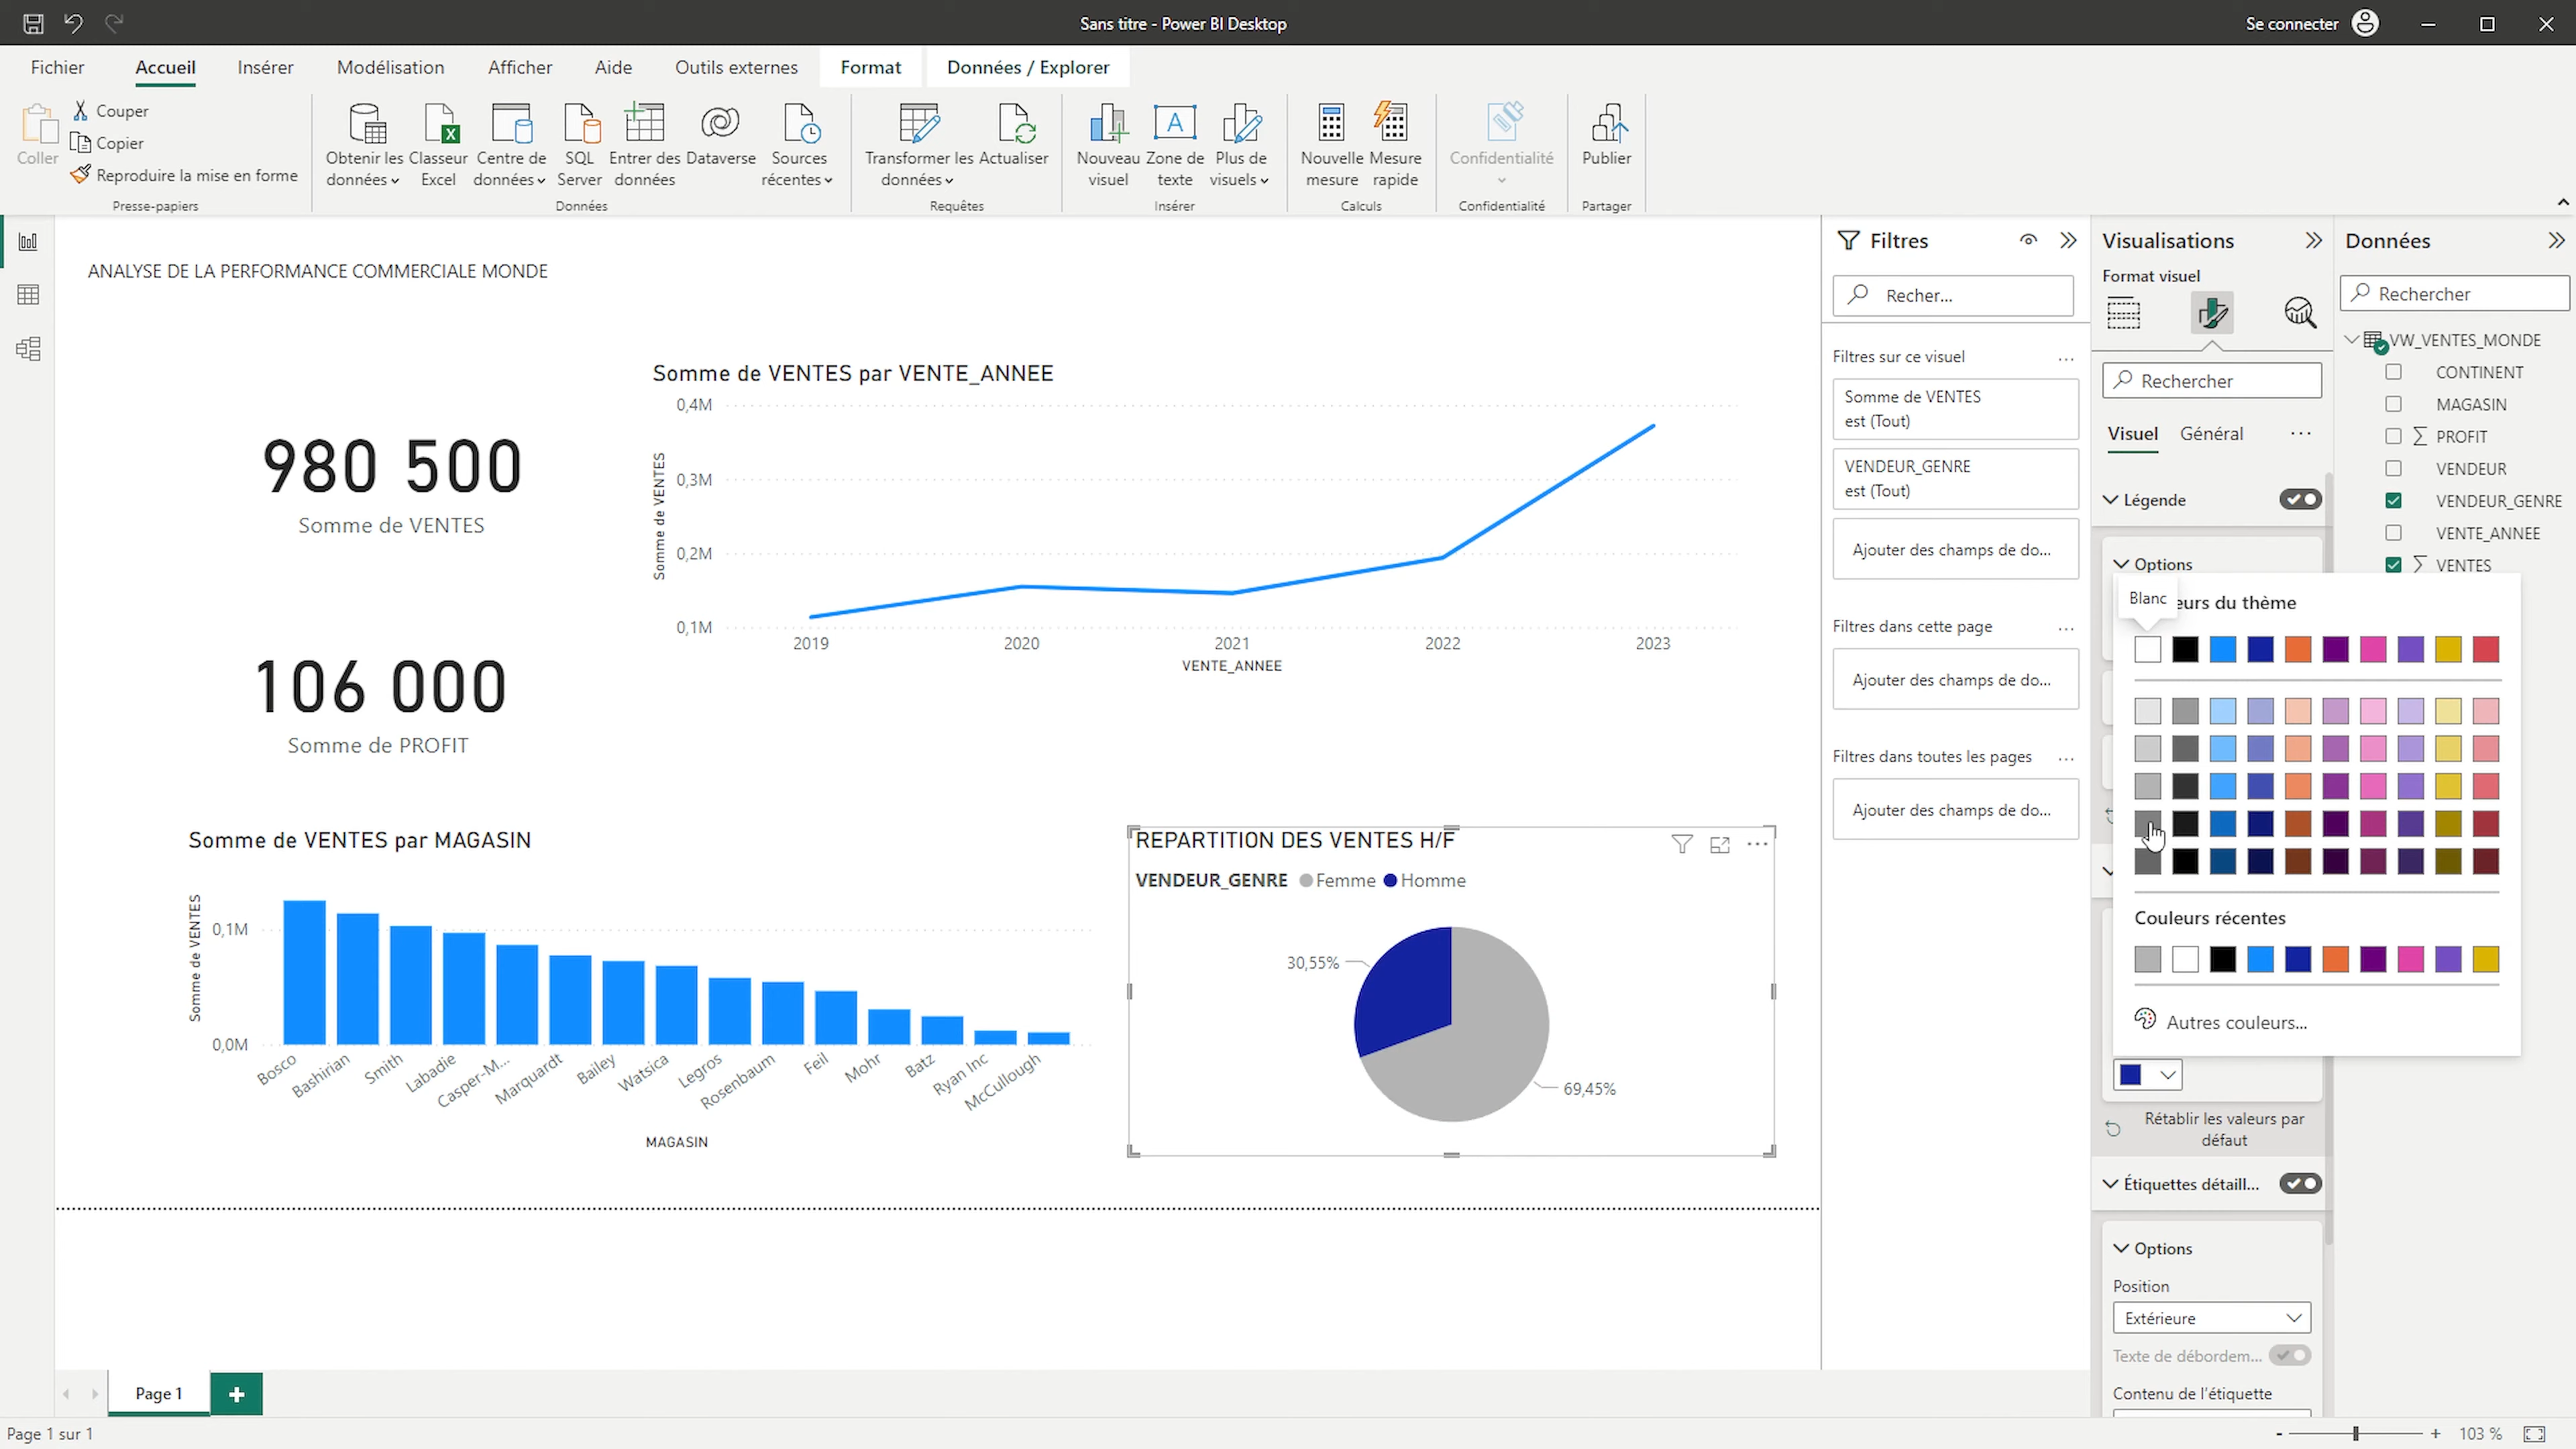 Sans titre - Power BI Desktop
Se connecter
Fichier
Accueil
Insérer
Modélisation
Afficher
Aide
Outils externes
Format
Données / Explorer
Coller
Couper
Copier
Reproduire la mise en forme
Presse-papiers
Obtenir les données
Classeur Excel
Centre de données
SQL Server
Entrer des données
Dataverse
Sources récentes
Données
Transformer les données
Actualiser
Requêtes
Nouveau visuel
Zone de texte
Plus de visuels
Insérer
Nouvelle mesure
Mesure rapide
Calculs
Confidentialité
Confidentialité
Publier
Partager
ANALYSE DE LA PERFORMANCE COMMERCIALE MONDE
980 500
Somme de VENTES
106 000
Somme de PROFIT
Somme de VENTES par VENTE_ANNEE
Somme de VENTES
0,4M
0,3M
0,2M
0,1M
2019
2020
2021
2022
2023
VENTE_ANNEE
Somme de VENTES par MAGASIN
Somme de VENTES
0,1M
0,0M
Bosco
Bashirian
Smith
Labadie
Casper-M...
Marquardt
Bailey
Watsica
Legros
Rosenbaum
Feil
Mohr
Batz
Ryan Inc
McCullough
MAGASIN
REPARTITION DES VENTES H/F
VENDEUR_GENRE
Femme
Homme
30,55%
69,45%
Filtres
Recher...
Filtres sur ce visuel
Somme de VENTES
est (Tout)
VENDEUR_GENRE
est (Tout)
Ajouter des champs de do...
Filtres dans cette page
Ajouter des champs de do...
Filtres dans toutes les pages
Ajouter des champs de do...
Visualisations
Format visuel
Rechercher
Visuel
Général
Légende
Options
Blanc
eurs du thème
Couleurs récentes
Autres couleurs...
Rétablir les valeurs par
défaut
Étiquettes détaill...
Options
Position
Extérieure
Texte de débordem...
Contenu de l'étiquette
Données
Rechercher
VW_VENTES_MONDE
CONTINENT
MAGASIN
PROFIT
VENDEUR
VENDEUR_GENRE
VENTE_ANNEE
VENTES
Page 1
Page 1 sur 1
103 %